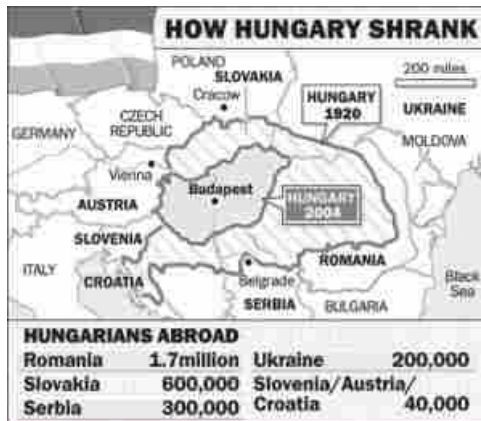 HOW HUNGARY SHRANK
POLAND
SLOVAKIA
200 miles
Cracow
HUNGARY
1920
UKRAINE
CZECH
REPUBLIC
GERMANY
MOLDOVA
Vienna
Budapest
HUNGARY
2004
AUSTRIA
SLOVENIA
ITALY
ROMANIA
CROATIA
Belgrade
Black
Sea
SERBIA
BULGARIA
HUNGARIANS ABROAD
Romania 1.7million
Slovakia 600,000
Serbia 300,000
Ukraine 200,000
Slovenia/Austria/
Croatia 40,000